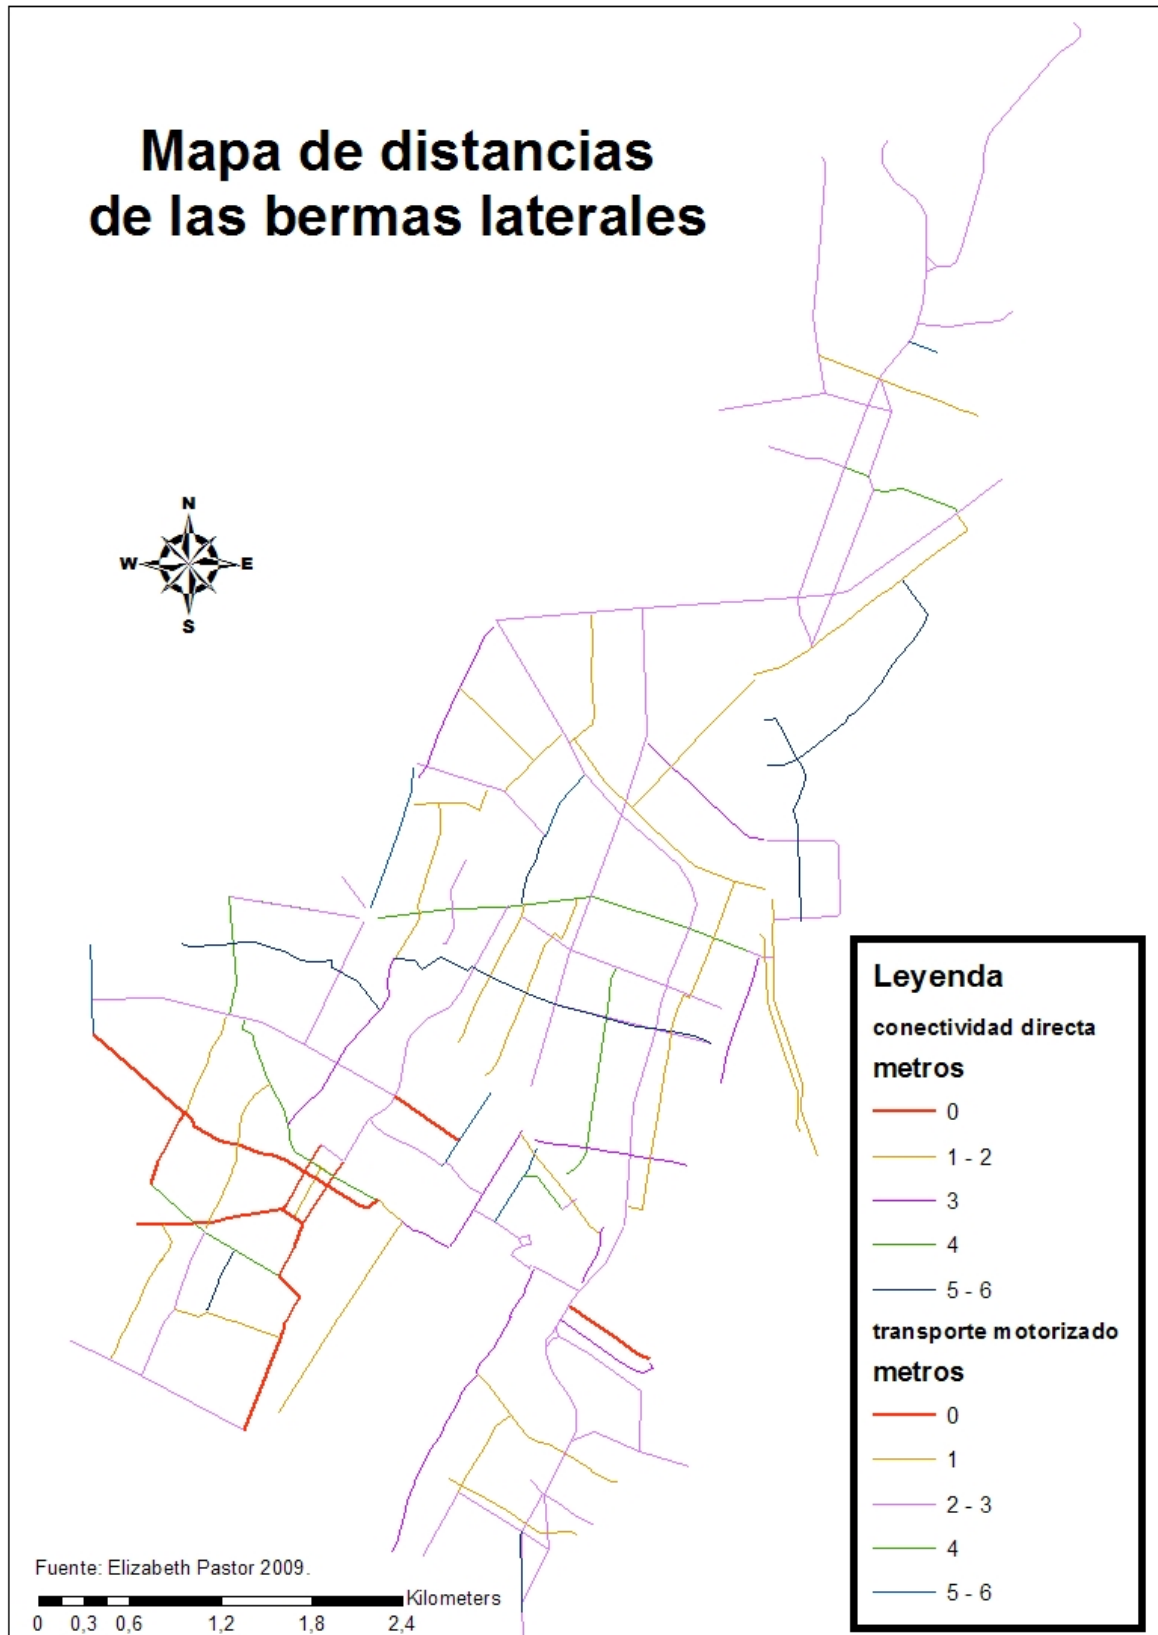 Mapa de distancias
de las bermas laterales
N
W E
S
Leyenda
conectividad directa
metros
0
1 - 2
3
4
5 - 6
transporte motorizado
metros
0
1
2 - 3
4
5 - 6
Fuente: Elizabeth Pastor 2009.
Kilometers
0 0,3 0,6 1,2 1,8 2,4